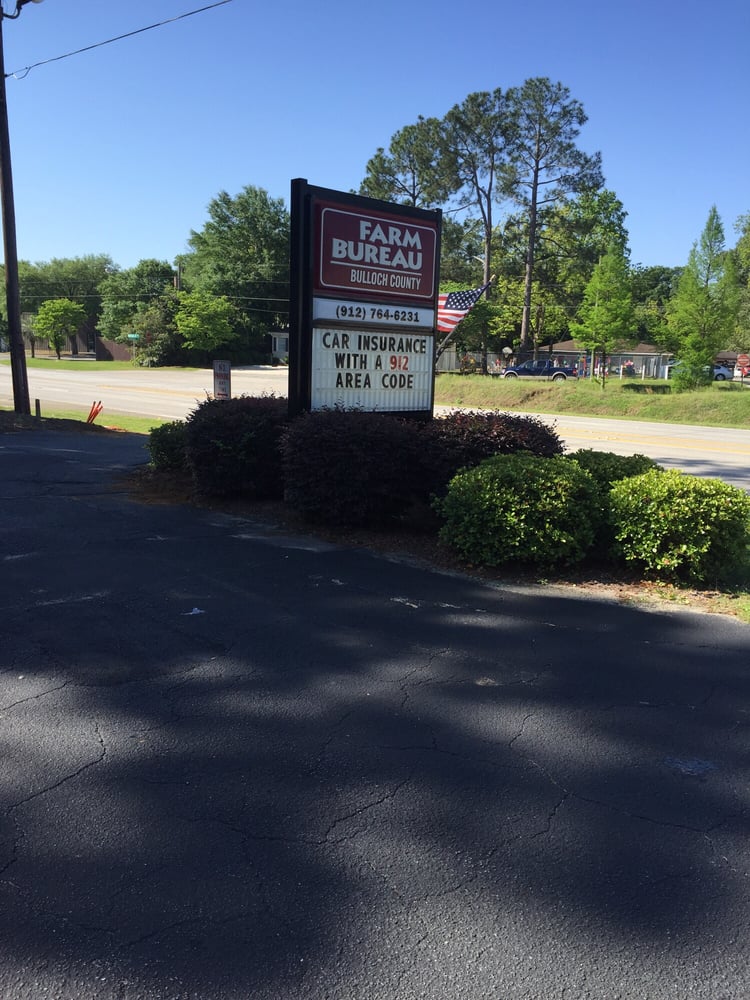 FARM
BUREAU
BULLOCH COUNTY
(912) 764-6231
CAR INSURANCE
WITH A 912
AREA CODE